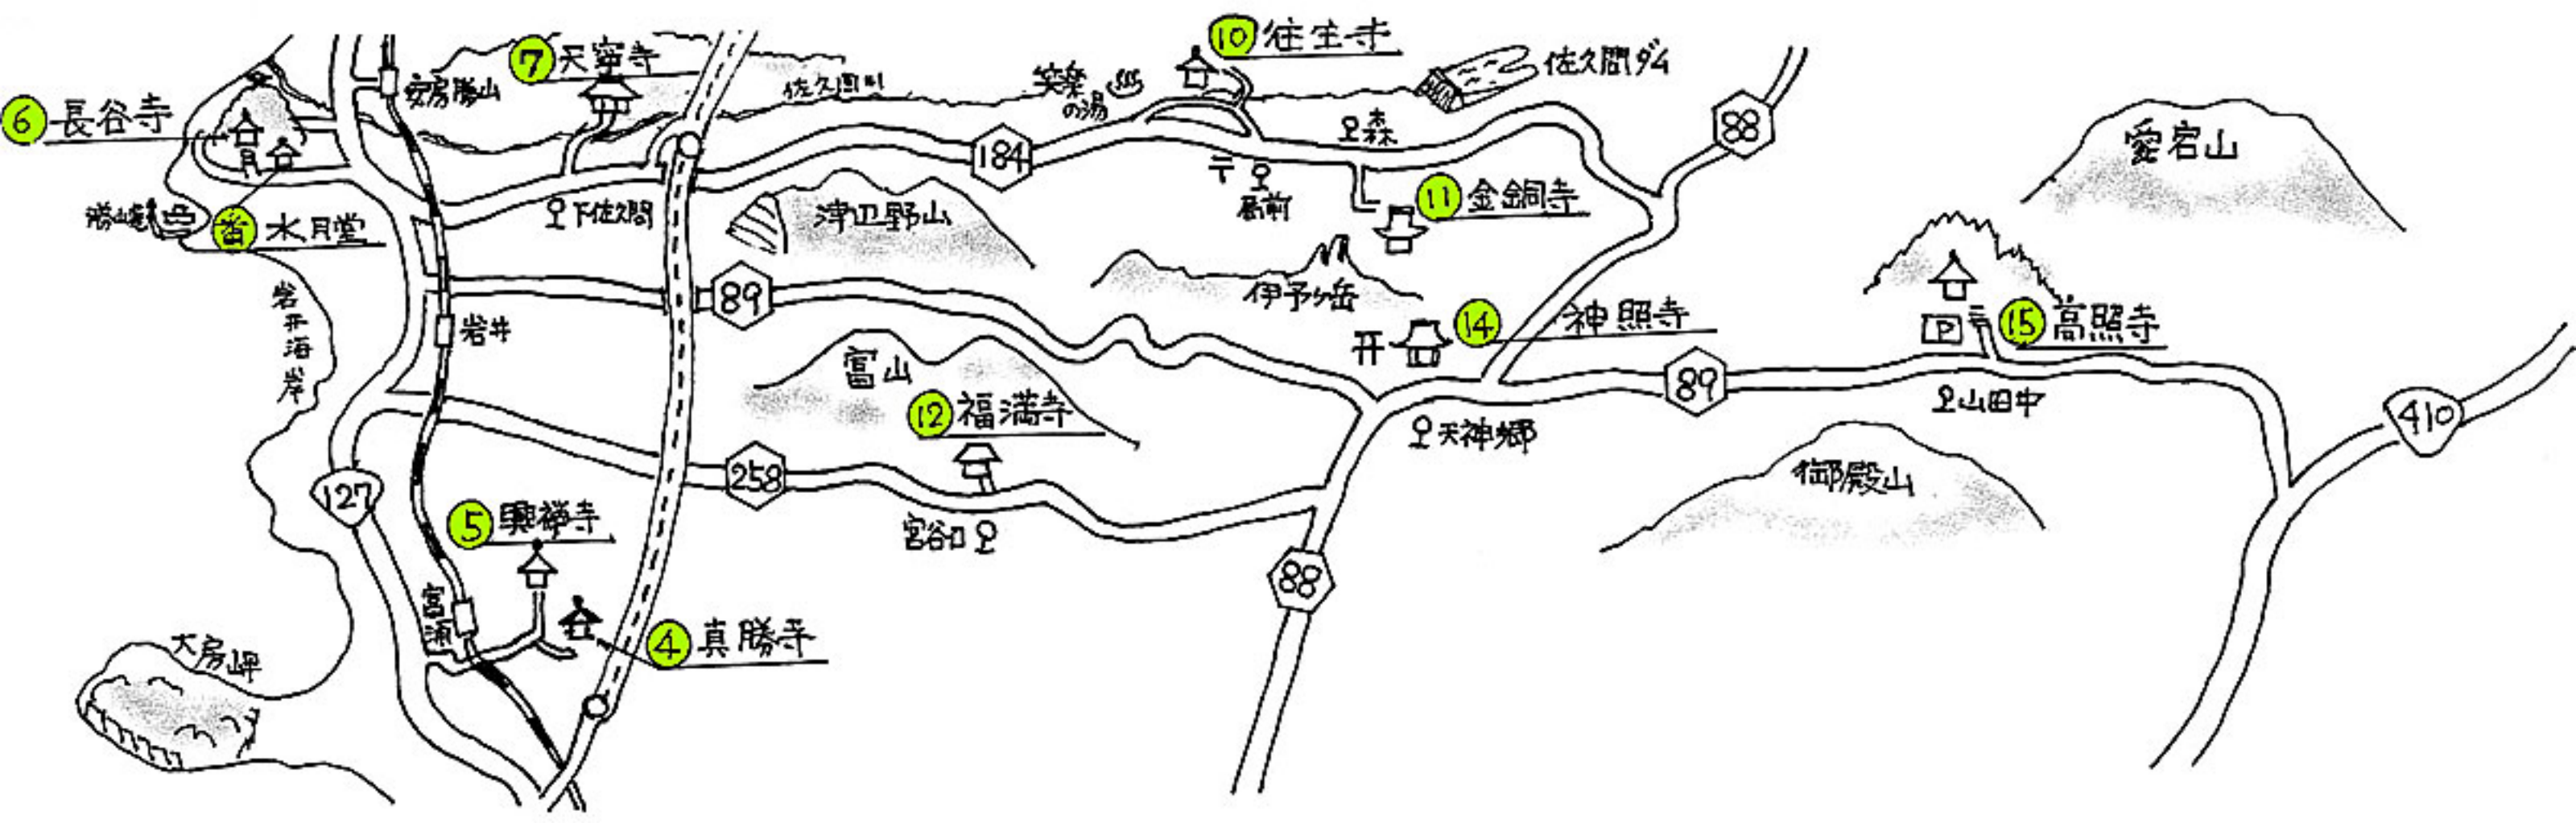 ⑩往生寺
⑦天寧寺
佐久間ダム
安房勝山
佐久間川
笑楽
の湯
⑥長谷寺
88
森
愛宕山
184
〒
局前
⑪金銅寺
下佐久間
津辺野山
番 水月堂
岩井海岸
89
伊予ヶ岳
⑭神照寺
⑮高照寺
P
岩井
富山
⑫福満寺
89
山田中
410
天神郷
御殿山
127
258
⑤興禅寺
宮谷口
88
富浦
④真勝寺
大房岬